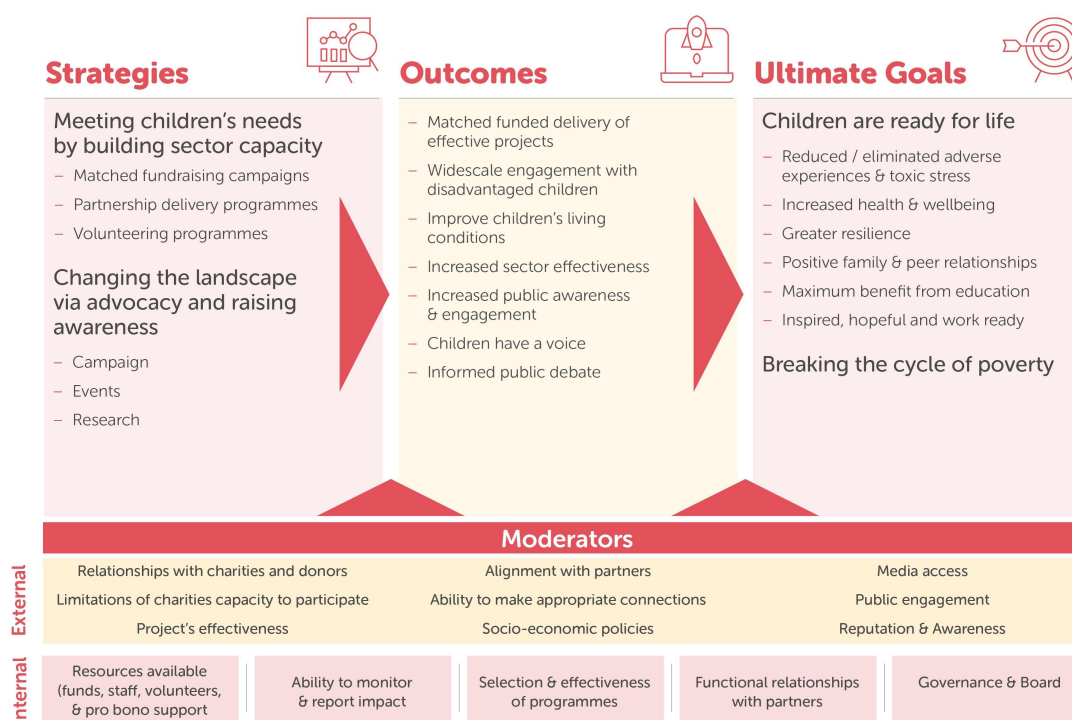 Strategies
Meeting children's needs
by building sector capacity
– Matched fundraising campaigns
– Partnership delivery programmes
– Volunteering programmes
Changing the landscape
via advocacy and raising
awareness
– Campaign
– Events
– Research
Outcomes
– Matched funded delivery of
effective projects
– Widescale engagement with
disadvantaged children
– Improve children's living
conditions
– Increased sector effectiveness
– Increased public awareness
& engagement
– Children have a voice
– Informed public debate
Ultimate Goals
Children are ready for life
– Reduced / eliminated adverse
experiences & toxic stress
– Increased health & wellbeing
– Greater resilience
– Positive family & peer relationships
– Maximum benefit from education
– Inspired, hopeful and work ready
Breaking the cycle of poverty
Moderators
External
Relationships with charities and donors
Limitations of charities capacity to participate
Project's effectiveness
Alignment with partners
Ability to make appropriate connections
Socio-economic policies
Media access
Public engagement
Reputation & Awareness
nternal
Resources available
(funds, staff, volunteers,
& pro bono support
Ability to monitor
& report impact
Selection & effectiveness
of programmes
Functional relationships
with partners
Governance & Board